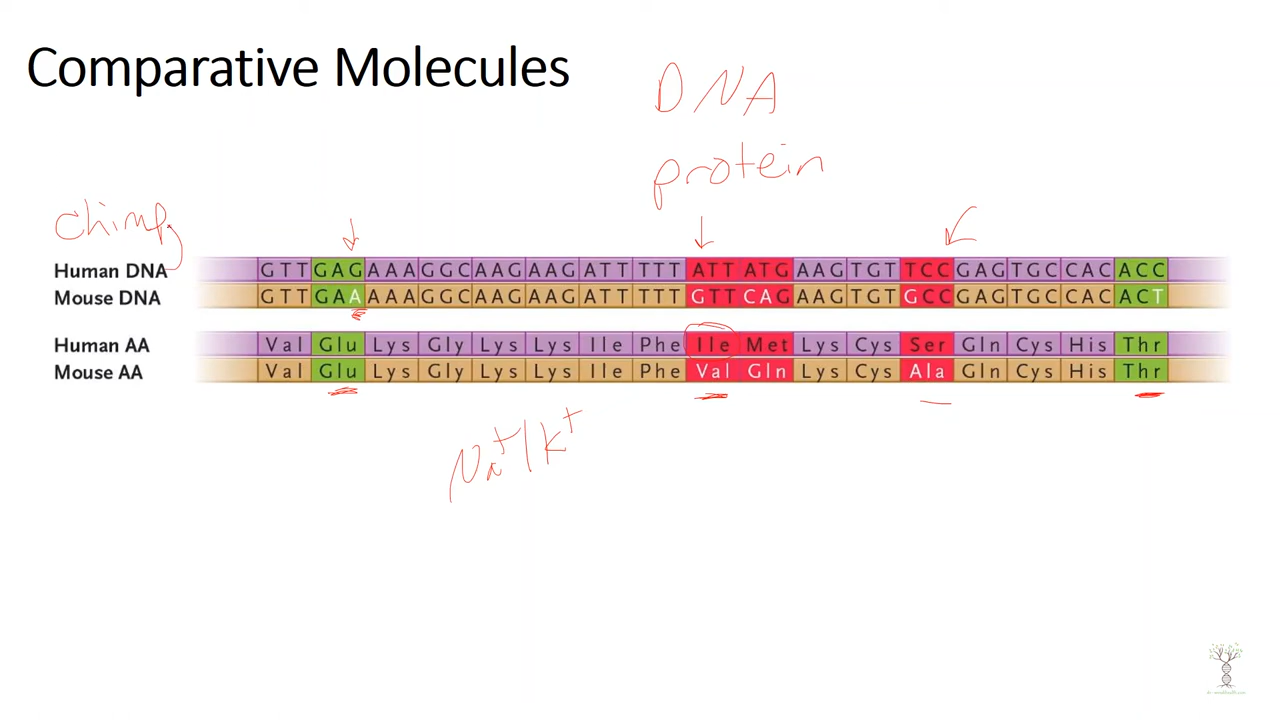 Comparative Molecules
DNA
protein
chimp
Human DNA GTT GAG AAA GGC AAG AAG ATT TTT ATT ATG AAG TGT TCC GAG TGC CAC ACC
Mouse DNA GTT GAA AAA GGC AAG AAG ATT TTT GTT CAG AAG TGT GCC GAG TGC CAC ACT
Human AA Val Glu Lys Gly Lys Lys Ile Phe Ile Met Lys Cys Ser Gln Cys His Thr
Mouse AA Val Glu Lys Gly Lys Lys Ile Phe Val Gln Lys Cys Ala Gln Cys His Thr
Na+/K+